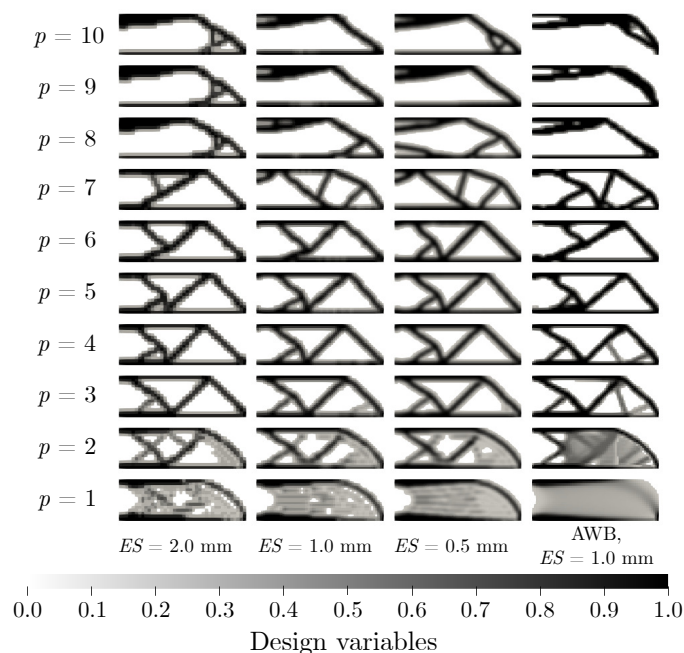 p = 10
p = 9
p = 8
p = 7
p = 6
p = 5
p = 4
p = 3
p = 2
p = 1
ES = 2.0 mm
ES = 1.0 mm
ES = 0.5 mm
AWB,
ES = 1.0 mm
0.0 0.1 0.2 0.3 0.4 0.5 0.6 0.7 0.8 0.9 1.0
Design variables